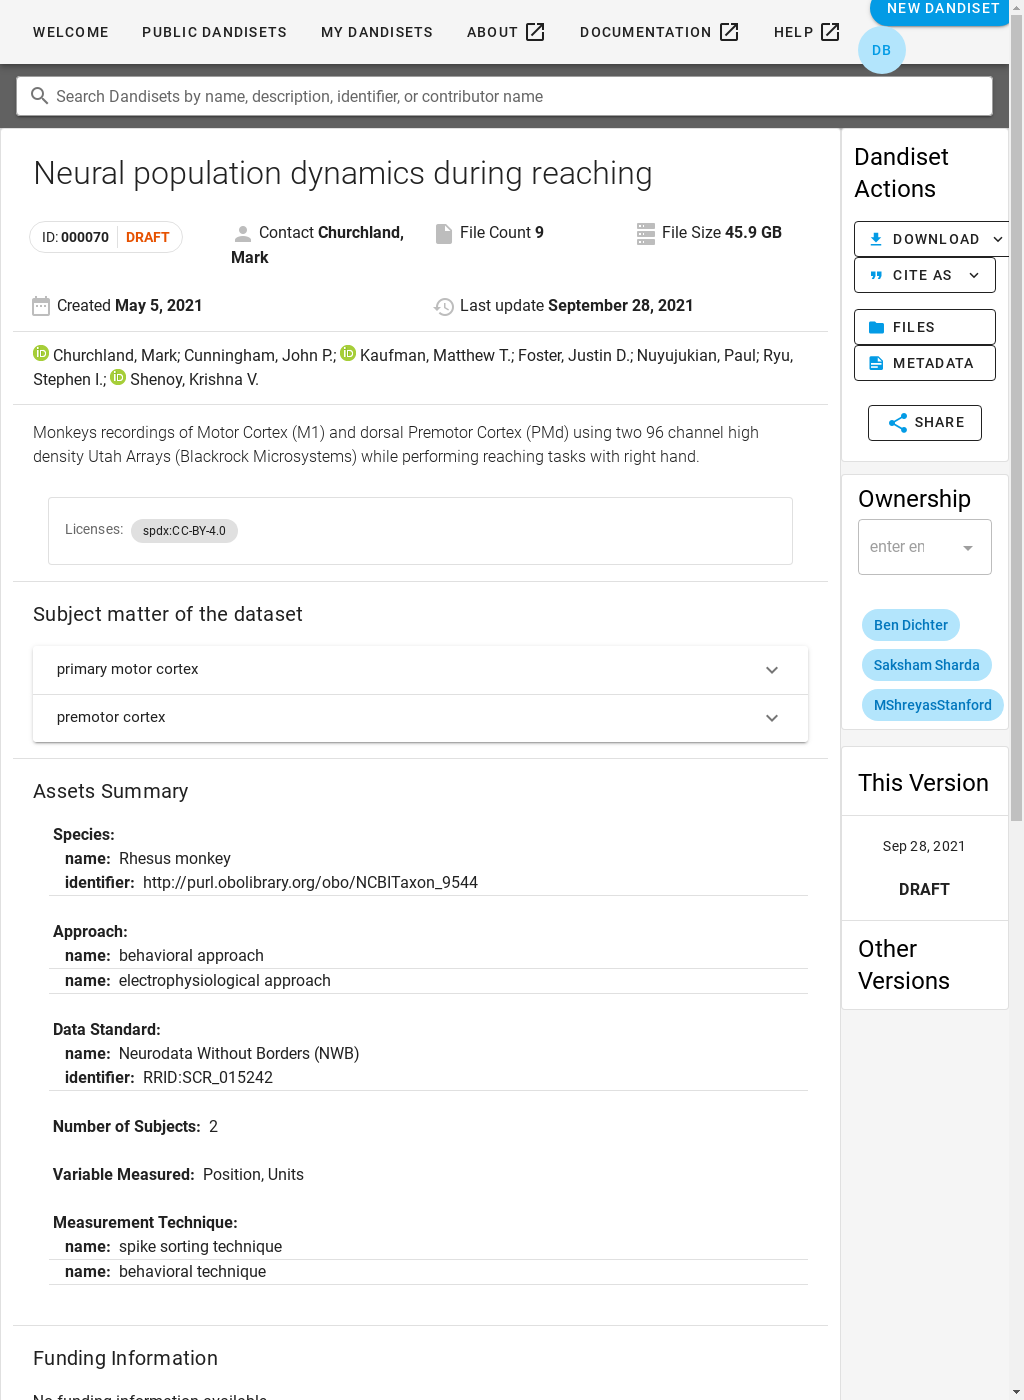 WELCOME PUBLIC DANDISETS MY DANDISETS ABOUT DOCUMENTATION HELP NEW DANDISET
DB
Search Dandisets by name, description, identifier, or contributor name
Neural population dynamics during reaching
ID: 000070 DRAFT
Contact Churchland, Mark
File Count 9
File Size 45.9 GB
Created May 5, 2021
Last update September 28, 2021
Churchland, Mark; Cunningham, John P.; Kaufman, Matthew T.; Foster, Justin D.; Nuyujukian, Paul; Ryu,
Stephen I.; Shenoy, Krishna V.
Monkeys recordings of Motor Cortex (M1) and dorsal Premotor Cortex (PMd) using two 96 channel high
density Utah Arrays (Blackrock Microsystems) while performing reaching tasks with right hand.
Licenses: spdx:CC-BY-4.0
Subject matter of the dataset
primary motor cortex
premotor cortex
Assets Summary
Species:
name: Rhesus monkey
identifier: http://purl.obolibrary.org/obo/NCBITaxon_9544
Approach:
name: behavioral approach
name: electrophysiological approach
Data Standard:
name: Neurodata Without Borders (NWB)
identifier: RRID:SCR_015242
Number of Subjects: 2
Variable Measured: Position, Units
Measurement Technique:
name: spike sorting technique
name: behavioral technique
Funding Information
No funding information available
Dandiset
Actions
DOWNLOAD
CITE AS
FILES
METADATA
SHARE
Ownership
enter en
Ben Dichter
Saksham Sharda
MShreyasStanford
This Version
Sep 28, 2021
DRAFT
Other
Versions